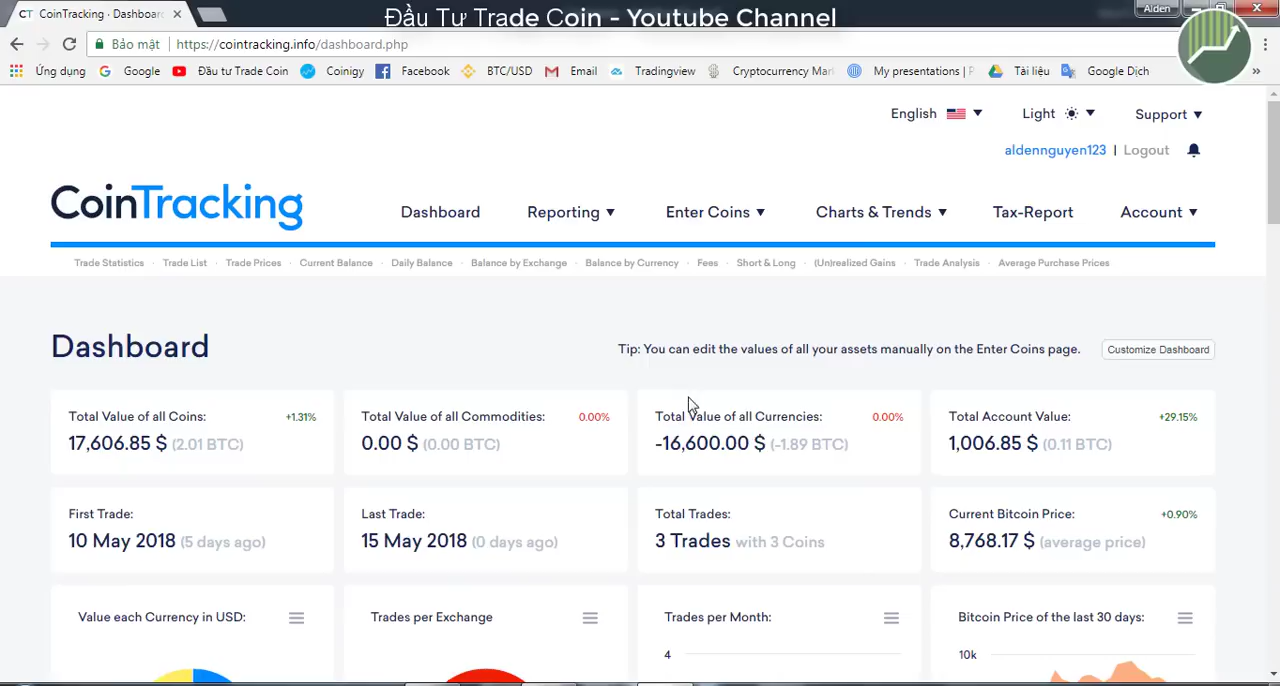 CT CoinTracking · Dashboard
Đầu Tư Trade Coin - Youtube Channel
Alden
Bảo mật | https://cointracking.info/dashboard.php
Ứng dụng Google Đầu tư Trade Coin Coinigy Facebook BTC/USD Email Tradingview Cryptocurrency Mark My presentations | P Tài liệu Google Dịch »
English Light Support
aldennguyen123 | Logout
CoinTracking
Dashboard Reporting Enter Coins Charts & Trends Tax-Report Account
Trade Statistics · Trade List · Trade Prices · Current Balance · Daily Balance · Balance by Exchange · Balance by Currency · Fees · Short & Long · (Un)realized Gains · Trade Analysis · Average Purchase Prices
Dashboard
Tip: You can edit the values of all your assets manually on the Enter Coins page.
Customize Dashboard
Total Value of all Coins: +1.31%
17,606.85 $ (2.01 BTC)
Total Value of all Commodities: 0.00%
0.00 $ (0.00 BTC)
Total Value of all Currencies: 0.00%
-16,600.00 $ (-1.89 BTC)
Total Account Value: +29.15%
1,006.85 $ (0.11 BTC)
First Trade:
10 May 2018 (5 days ago)
Last Trade:
15 May 2018 (0 days ago)
Total Trades:
3 Trades with 3 Coins
Current Bitcoin Price: +0.90%
8,768.17 $ (average price)
Value each Currency in USD:
Trades per Exchange
Trades per Month:
4
Bitcoin Price of the last 30 days:
10k